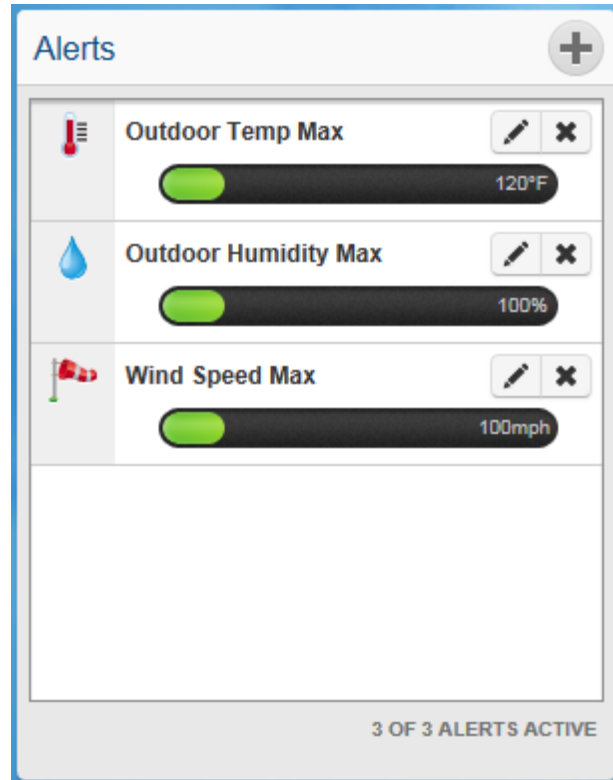 Alerts
Outdoor Temp Max
120°F
Outdoor Humidity Max
100%
Wind Speed Max
100mph
3 OF 3 ALERTS ACTIVE